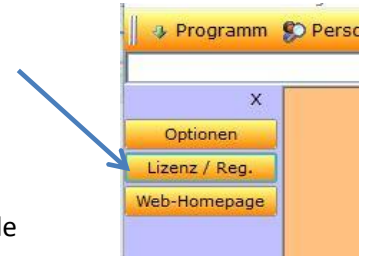 Programm Perso
X
Optionen
Lizenz / Reg.
Web-Homepage
le